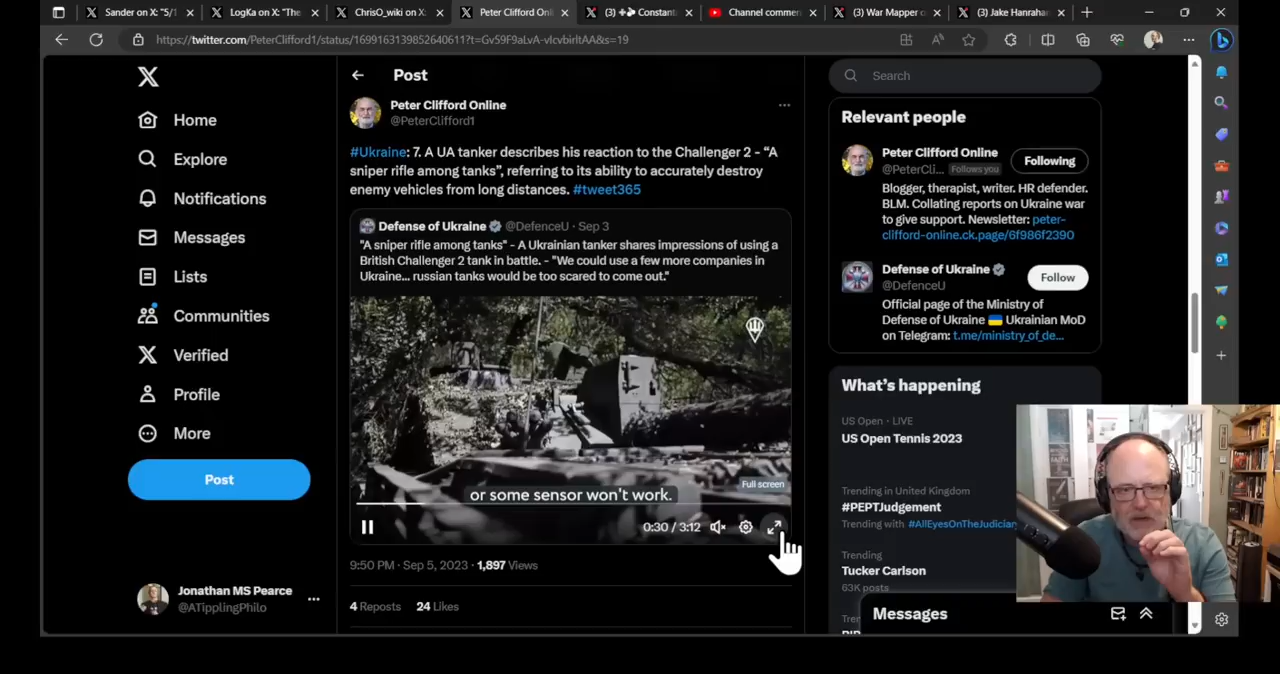 Sander on X: "5/1
LogKa on X: "The
ChrisO_wiki on X:
Peter Clifford Onli
Constant
Channel commen
(3) War Mapper o
(3) Jake Hanrahan
https://twitter.com/PeterClifford1/status/1699163139852640611?t=Gv59F9aLvA-vIcvbirltAA&s=19
Home
Explore
Notifications
Messages
Lists
Communities
Verified
Profile
More
Post
Jonathan MS Pearce
@ATipplingPhilo
Post
Peter Clifford Online
@PeterClifford1
#Ukraine: 7. A UA tanker describes his reaction to the Challenger 2 - “A
sniper rifle among tanks”, referring to its ability to accurately destroy
enemy vehicles from long distances. #tweet365
Defense of Ukraine @DefenceU · Sep 3
"A sniper rifle among tanks" - A Ukrainian tanker shares impressions of using a
British Challenger 2 tank in battle. - "We could use a few more companies in
Ukraine... russian tanks would be too scared to come out."
Full screen
or some sensor won't work.
0:30 / 3:12
9:50 PM · Sep 5, 2023 · 1,897 Views
4 Reposts 24 Likes
Search
Relevant people
Peter Clifford Online
@PeterCli... Follows you
Following
Blogger, therapist, writer. HR defender.
BLM. Collating reports on Ukraine war
to give support. Newsletter: peter-
clifford-online.ck.page/6f986f2390
Defense of Ukraine
@DefenceU
Follow
Official page of the Ministry of
Defense of Ukraine 🇺🇦 Ukrainian MoD
on Telegram: t.me/ministry_of_de...
What's happening
US Open · LIVE
US Open Tennis 2023
Trending in United Kingdom
#PEPTJudgement
Trending with #AllEyesOnTheJudiciar
Trending
Tucker Carlson
63K posts
Messages